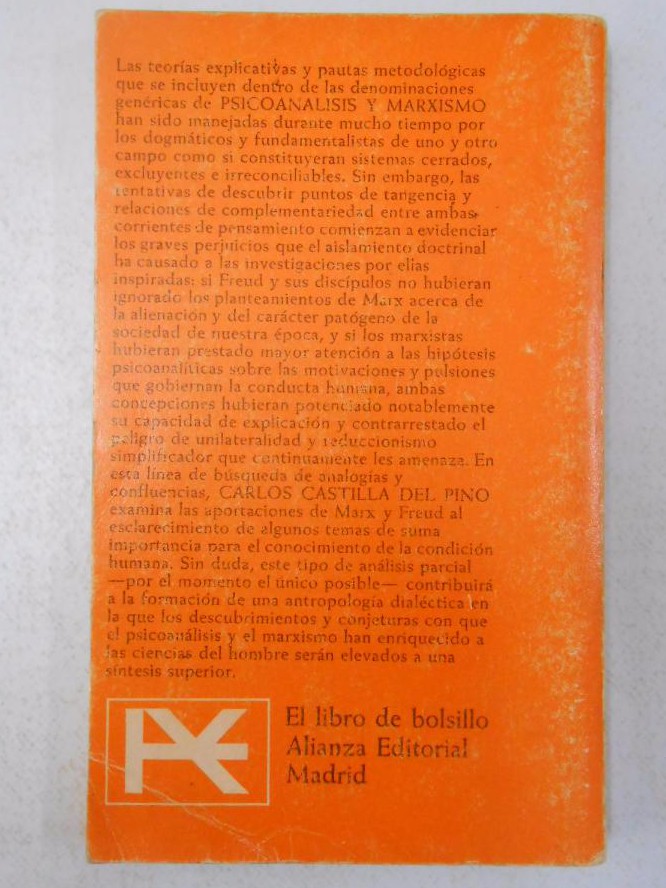 Las teorías explicativas y pautas metodológicas
que se incluyen dentro de las denominaciones
genéricas de PSICOANALISIS Y MARXISMO
han sido manejadas durante mucho tiempo por
los dogmáticos y fundamentalistas de uno y otro
campo como si constituyeran sistemas cerrados,
excluyentes e irreconciliables. Sin embargo, las
tentativas de descubrir puntos de tangencia y
relaciones de complementariedad entre ambas
corrientes de pensamiento comienzan a evidenciar
los graves perjuicios que el aislamiento doctrinal
ha causado a las investigaciones por ellas
inspiradas: si Freud y sus discípulos no hubieran
ignorado los planteamientos de Marx acerca de
la alienación y del carácter patógeno de la
sociedad de nuestra época, y si los marxistas
hubieran prestado mayor atención a las hipótesis
psicoanalíticas sobre las motivaciones y pulsiones
que gobiernan la conducta humana, ambas
concepciones hubieran potenciado notablemente
su capacidad de explicación y contrarrestado el
peligro de unilateralidad y reduccionismo
simplificador que continuamente les amenaza. En
esta línea de búsqueda de analogías y
confluencias, CARLOS CASTILLA DEL PINO
examina las aportaciones de Marx y Freud al
esclarecimiento de algunos temas de suma
importancia para el conocimiento de la condición
humana. Sin duda, este tipo de análisis parcial
—por el momento el único posible— contribuirá
a la formación de una antropología dialéctica en
la que los descubrimientos y conjeturas con que
el psicoanálisis y el marxismo han enriquecido a
las ciencias del hombre serán elevados a una
síntesis superior.
El libro de bolsillo
Alianza Editorial
Madrid